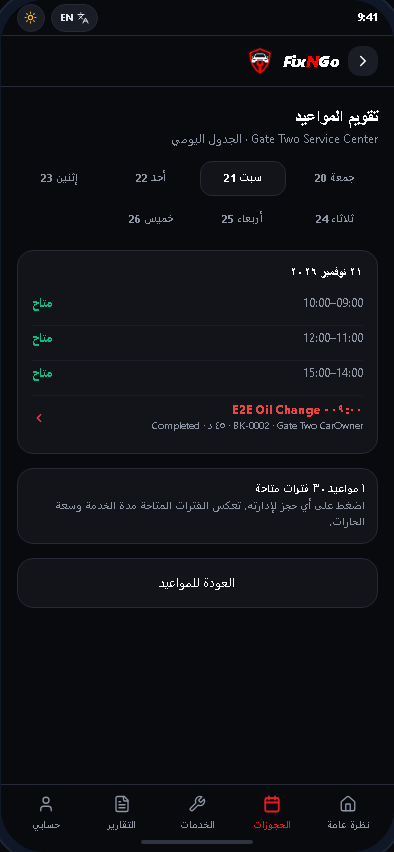 9:41
EN
FixNGo
تقويم المواعيد
Gate Two Service Center · الجدول اليومي
جمعة 20
سبت 21
أحد 22
إثنين 23
ثلاثاء 24
أربعاء 25
خميس 26
٢١ نوفمبر ٢٠٢٦
09:00–10:00 متاح
11:00–12:00 متاح
14:00–15:00 متاح
٠٩:٠٠ · E2E Oil Change
Gate Two CarOwner · BK-0002 · ٤٥ د · Completed
١ مواعيد · ٣ فترات متاحة
اضغط على أي حجز لإدارته. تعكس الفترات المتاحة مدة الخدمة وسعة
الحارات.
العودة للمواعيد
نظرة عامة
الحجوزات
الخدمات
التقارير
حسابي